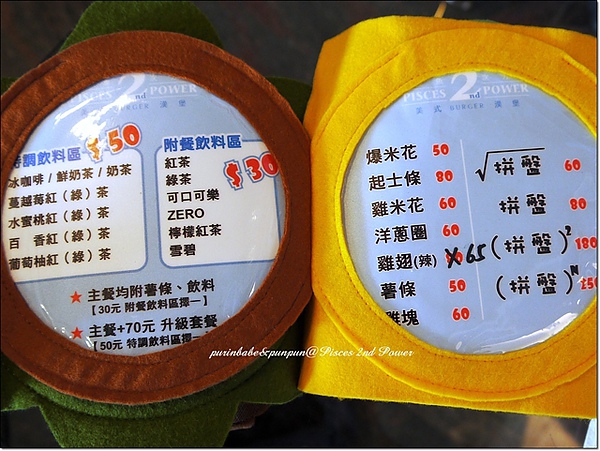 PISCES 2nd POWER
BURGER 漢堡
特調飲料區 $50
冰咖啡/鮮奶茶/奶茶
蔓越莓紅(綠)茶
水蜜桃紅(綠)茶
百 香紅(綠)茶
葡萄柚紅(綠)茶
附餐飲料區
$30
紅茶
綠茶
可口可樂
ZERO
檸檬紅茶
雪碧
★主餐均附薯條、飲料
【30元 附餐飲料區擇一】
★主餐+70元 升級套餐
【50元 特調飲料區擇一】
PISCES 2nd POWER
美式 BURGER 漢堡
爆米花 50
起士條 80
雞米花 60
洋蔥圈 60
雞翅(辣) X65
薯條 50
雞塊 60
√拼盤 60
拼盤 80
(拼盤)2 180
(拼盤)N
purinbabe&punpun@Pisces 2nd Power